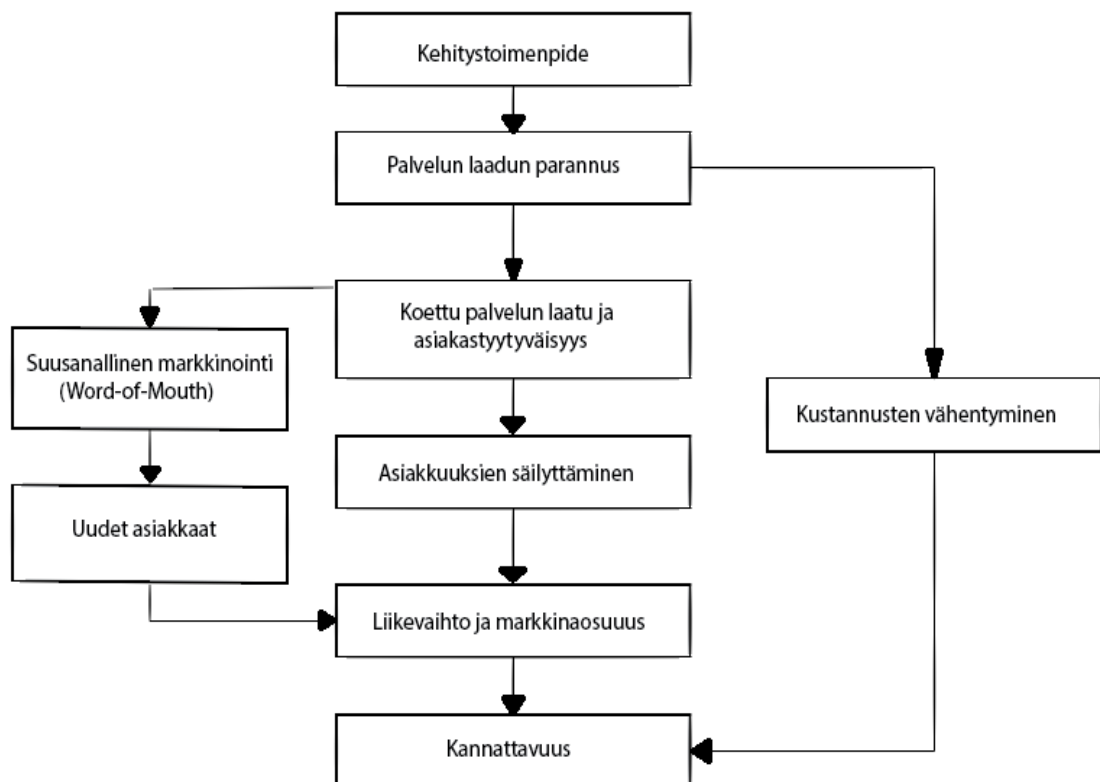 Kehitystoimenpide
Palvelun laadun parannus
Koettu palvelun laatu ja
asiakastyytyväisyys
Suusanallinen markkinointi
(Word-of-Mouth)
Kustannusten vähentyminen
Asiakkuuksien säilyttäminen
Uudet asiakkaat
Liikevaihto ja markkinaosuuus
Kannattavuus